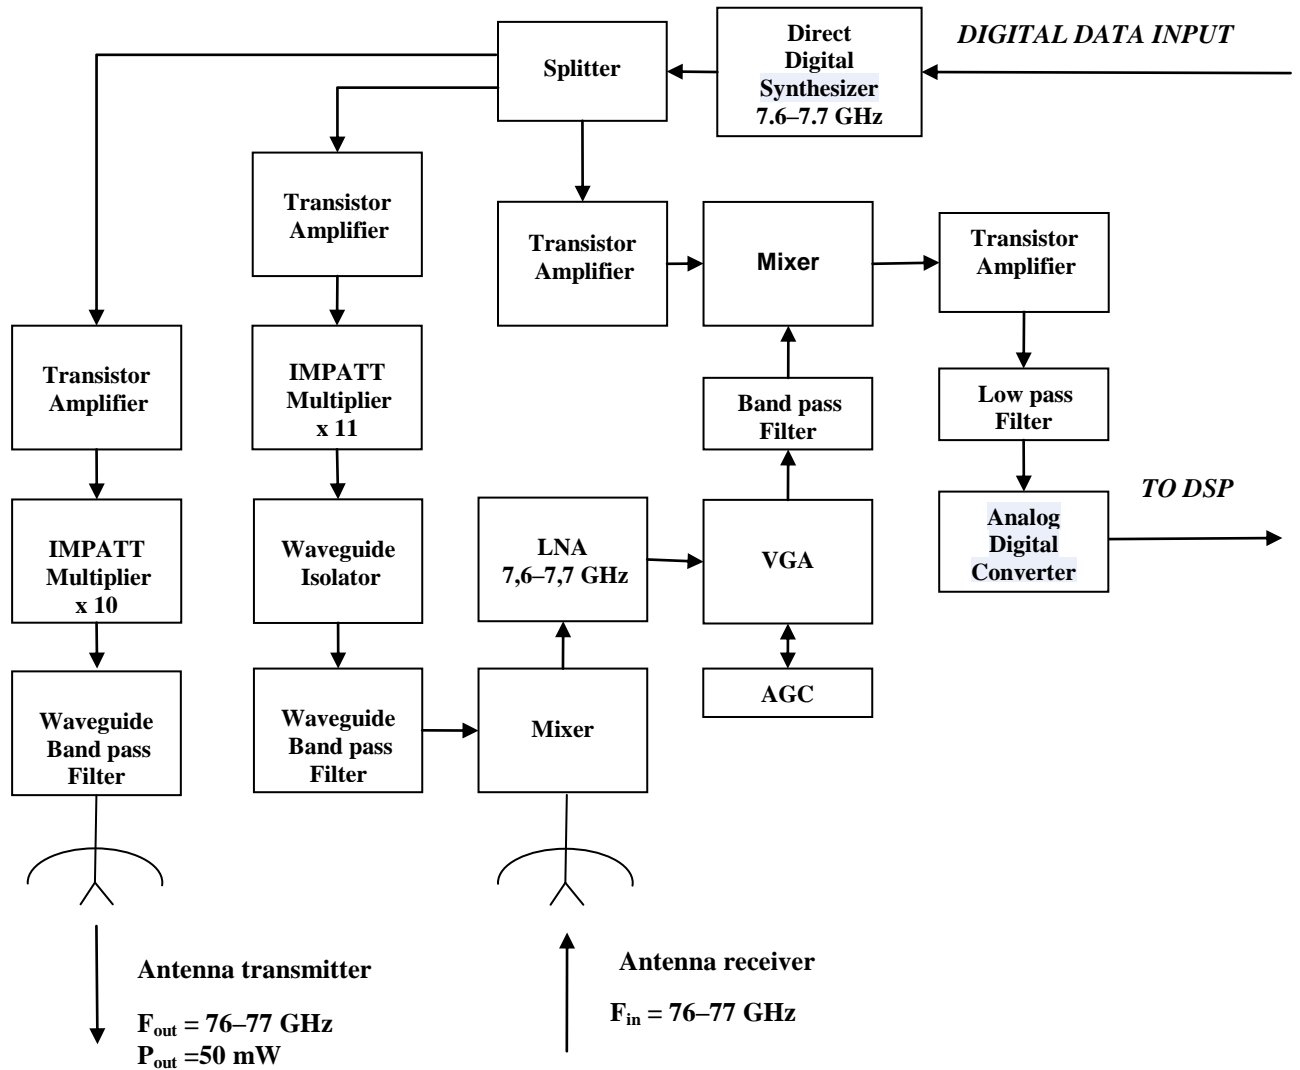 Splitter
Direct
Digital
Synthesizer
7.6–7.7 GHz
DIGITAL DATA INPUT
Transistor
Amplifier
Transistor
Amplifier
Mixer
Transistor
Amplifier
Transistor
Amplifier
IMPATT
Multiplier
x 11
Band pass
Filter
Low pass
Filter
IMPATT
Multiplier
x 10
Waveguide
Isolator
LNA
7,6–7,7 GHz
VGA
Analog
Digital
Converter
TO DSP
Waveguide
Band pass
Filter
Waveguide
Band pass
Filter
Mixer
AGC
Antenna transmitter
Fout = 76–77 GHz
Pout =50 mW
Antenna receiver
Fin = 76–77 GHz